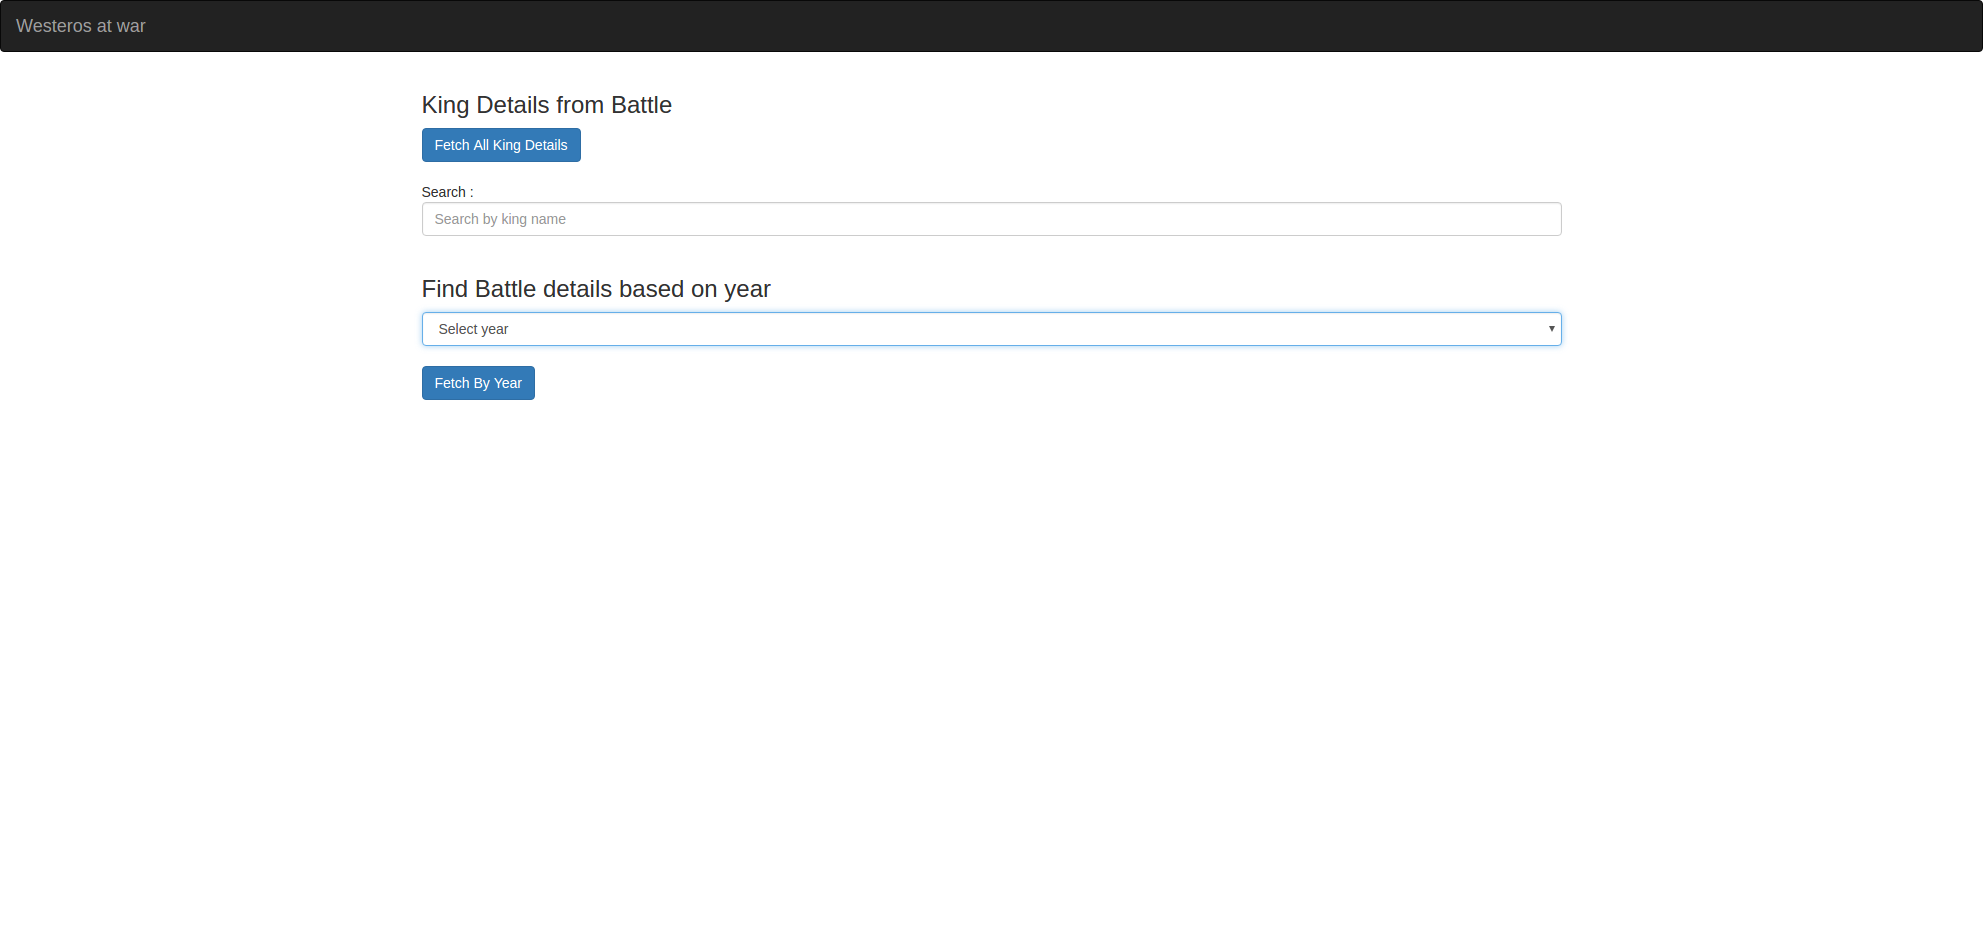 Westeros at war
King Details from Battle
Fetch All King Details
Search :
Search by king name
Find Battle details based on year
Select year
Fetch By Year